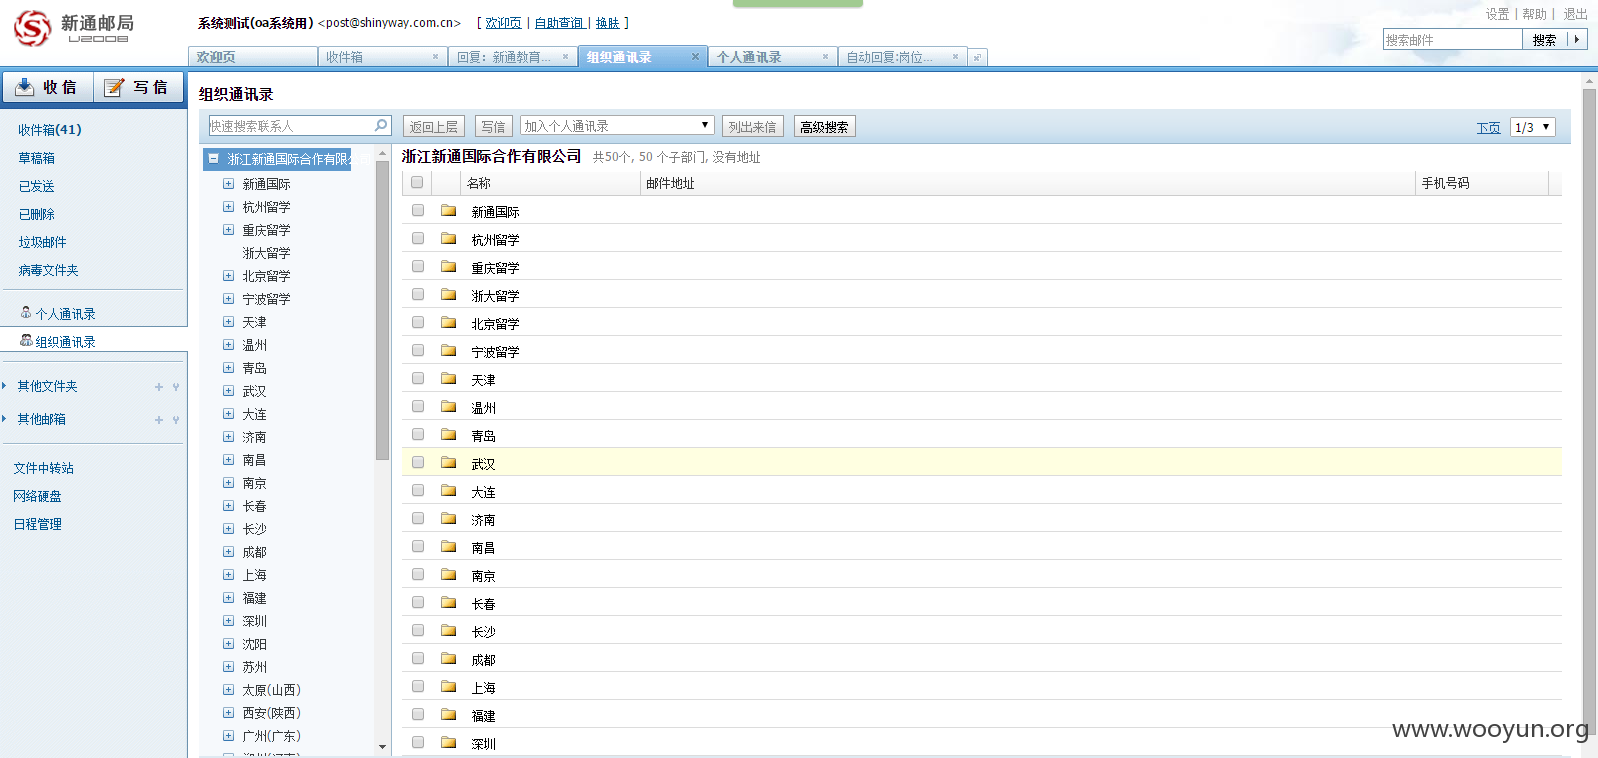 新通邮局
U2008
系统测试(oa系统用) <post@shinyway.com.cn> [ 欢迎页 | 自助查询 | 换肤 ]
设置 | 帮助 | 退出
搜索邮件 搜索
欢迎页 收件箱 回复：新通教育... 组织通讯录 个人通讯录 自动回复:岗位...
收信 写信
收件箱(41)
草稿箱
已发送
已删除
垃圾邮件
病毒文件夹
个人通讯录
组织通讯录
其他文件夹
其他邮箱
文件中转站
网络硬盘
日程管理
组织通讯录
快速搜索联系人 返回上层 写信 加入个人通讯录 列出来信 高级搜索 下页 1/3
浙江新通国际合作有限公
新通国际
杭州留学
重庆留学
浙大留学
北京留学
宁波留学
天津
温州
青岛
武汉
大连
济南
南昌
南京
长春
长沙
成都
上海
福建
深圳
沈阳
苏州
太原(山西)
西安(陕西)
广州(广东)
浙江新通国际合作有限公司 共50个, 50 个子部门, 没有地址
名称 邮件地址 手机号码
新通国际
杭州留学
重庆留学
浙大留学
北京留学
宁波留学
天津
温州
青岛
武汉
大连
济南
南昌
南京
长春
长沙
成都
上海
福建
深圳
www.wooyun.org